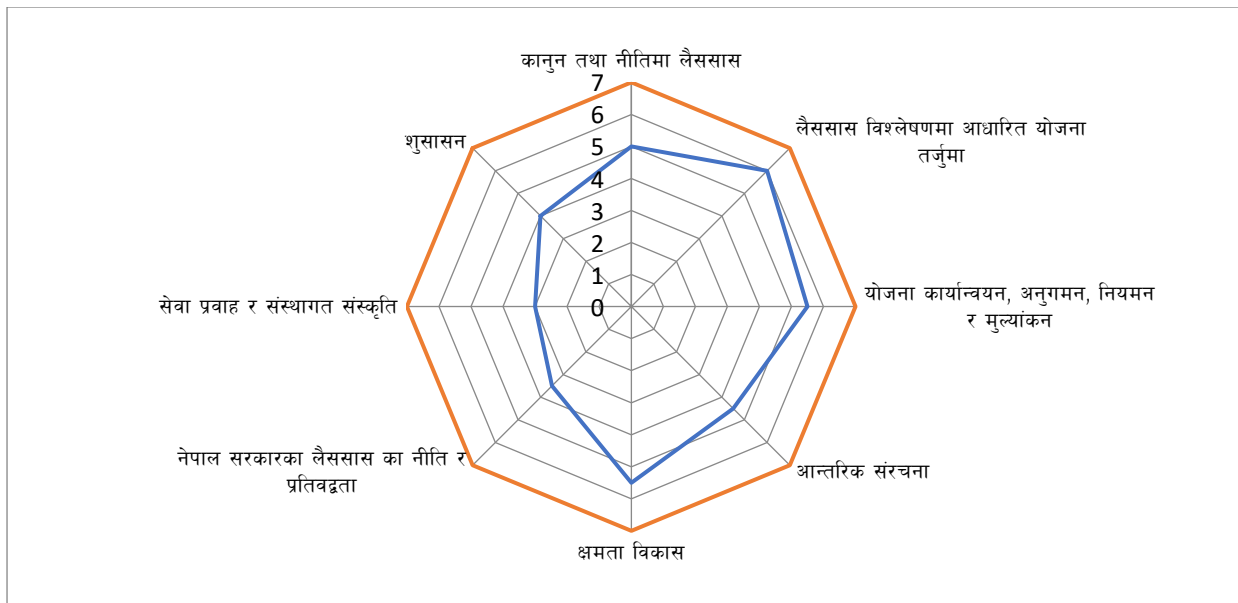 कानुन तथा नीतिमा लैससास
7
6
5
4
3
2
1
0
लैससास विश्लेषणमा आधारित योजना
तर्जुमा
योजना कार्यान्वयन, अनुगमन, नियमन
र मुल्यांकन
आन्तरिक संरचना
क्षमता विकास
नेपाल सरकारका लैससास का नीति र
प्रतिवद्वता
सेवा प्रवाह र संस्थागत संस्कृति
शुसासन